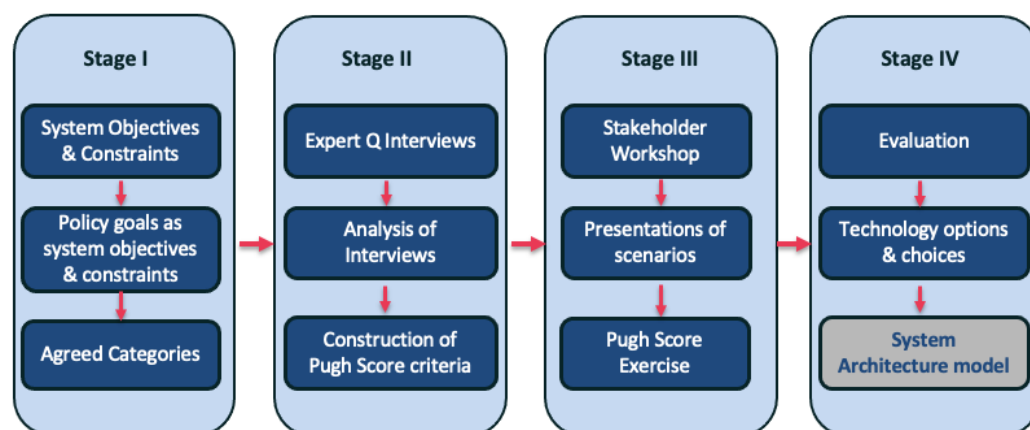 Stage I
System Objectives
& Constraints
Policy goals as
system objectives
& constraints
Agreed Categories
Stage II
Expert Q Interviews
Analysis of
Interviews
Construction of
Pugh Score criteria
Stage III
Stakeholder
Workshop
Presentations of
scenarios
Pugh Score
Exercise
Stage IV
Evaluation
Technology options
& choices
System
Architecture model